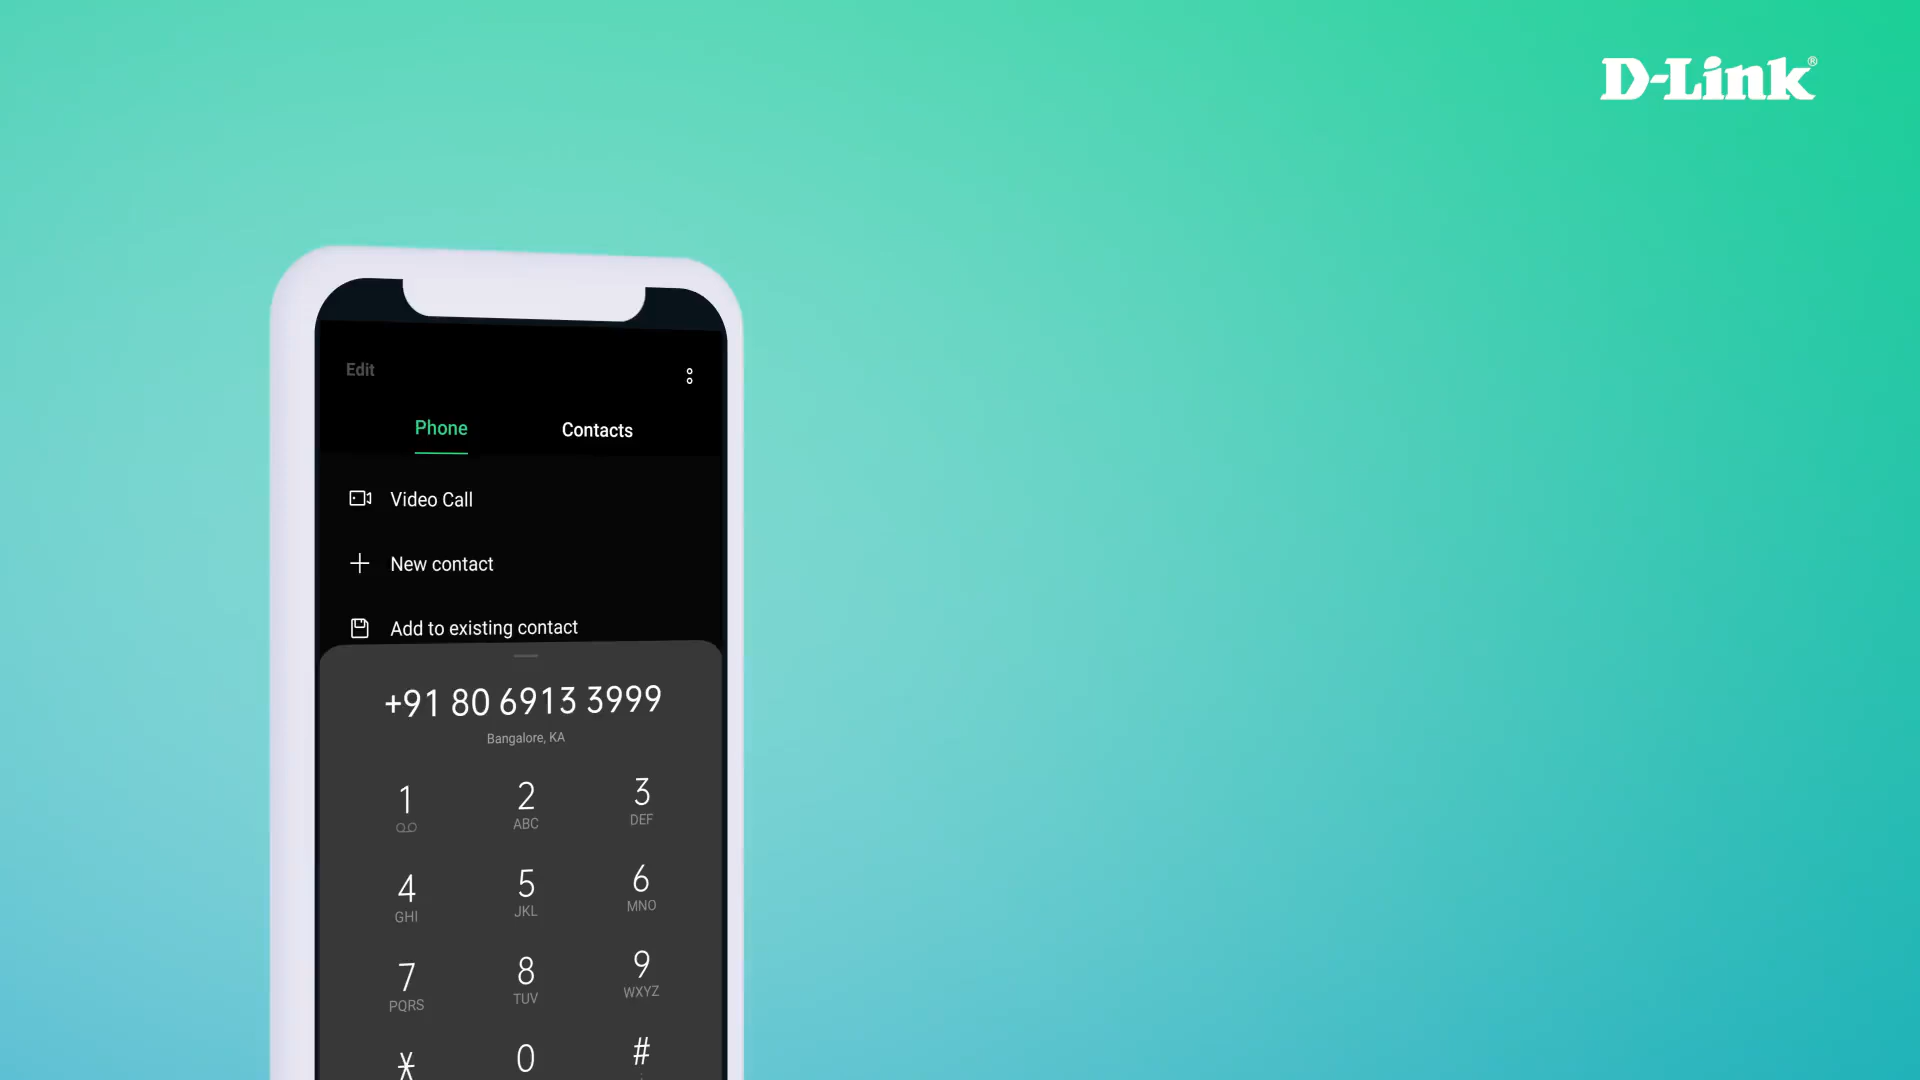 D-Link®
Edit
Phone Contacts
Video Call
New contact
Add to existing contact
+91 80 6913 3999
Bangalore, KA
1 2 3
ABC DEF
4 5 6
GHI JKL MNO
7 8 9
PQRS TUV WXYZ
* 0 #